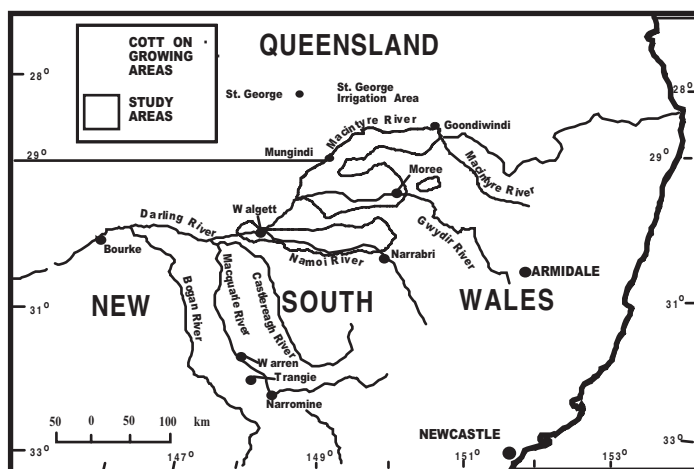 COTT ON
GROWING
AREAS
STUDY
AREAS
QUEENSLAND
28°
28°
St. George
St. George
Irrigation Area
Macintyre River
Goondiwindi
29°
Mungindi
29°
Macintyre River
Moree
Walgett
Darling River
Gwydir River
Bourke
Namoi River
Narrabri
ARMIDALE
NEW
SOUTH
WALES
Bogan River
Macquarie River
Castlereagh River
31°
31°
Warren
Trangie
Narromine
50 0 50 100 km
NEWCASTLE
33°
33°
147°
149°
151°
153°